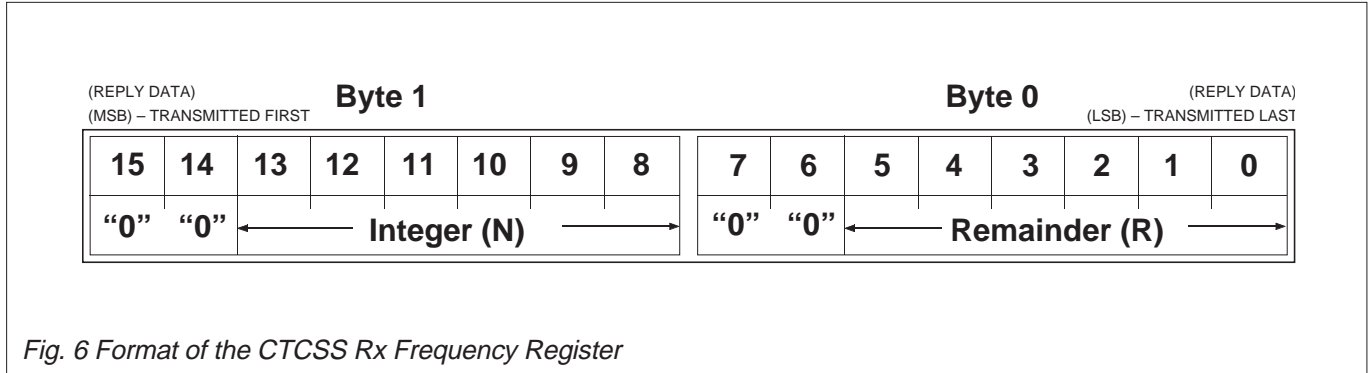 (REPLY DATA) Byte 1 Byte 0 (REPLY DATA)
(MSB) – TRANSMITTED FIRST (LSB) – TRANSMITTED LAST
15 14 13 12 11 10 9 8 7 6 5 4 3 2 1 0
“0” “0” Integer (N) “0” “0” Remainder (R)
Fig. 6 Format of the CTCSS Rx Frequency Register